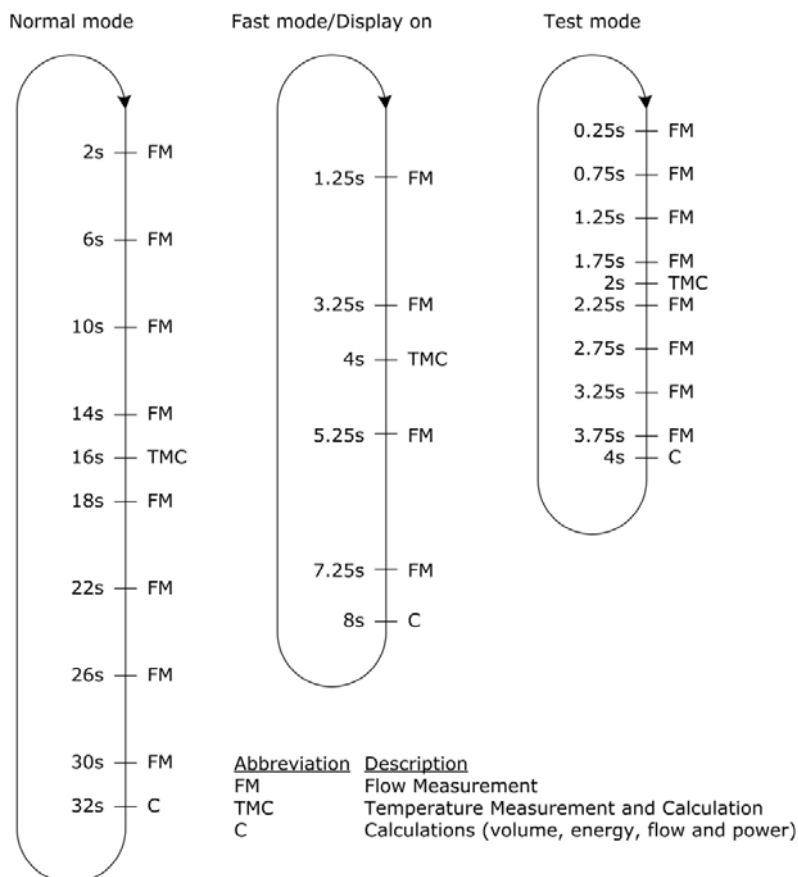 Normal mode
2s FM
6s FM
10s FM
14s FM
16s TMC
18s FM
22s FM
26s FM
30s FM
32s C
Fast mode/Display on
1.25s FM
3.25s FM
4s TMC
5.25s FM
7.25s FM
8s C
Test mode
0.25s FM
0.75s FM
1.25s FM
1.75s FM
2s TMC
2.25s FM
2.75s FM
3.25s FM
3.75s FM
4s C
Abbreviation Description
FM Flow Measurement
TMC Temperature Measurement and Calculation
C Calculations (volume, energy, flow and power)